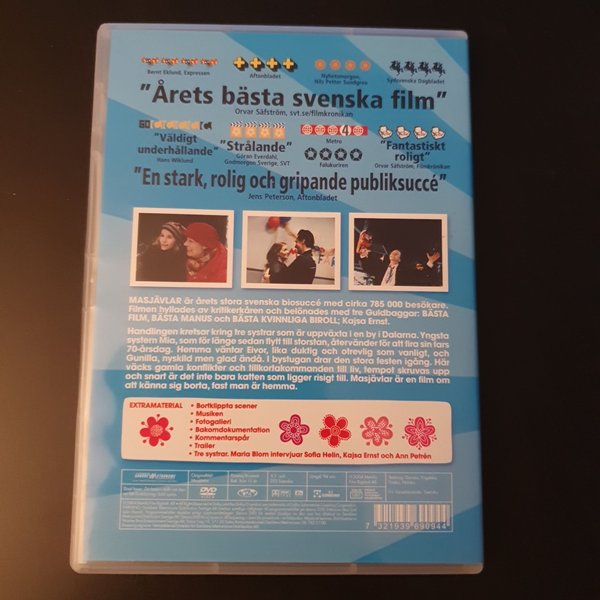 Bernt Eklund, Expressen
Aftonbladet
Nyhetsmorgon,
Nils Petter Sundgren
Sydsvenska Dagbladet
"Årets bästa svenska film"
Orvar Säfström, svt.se/filmkronikan
"Väldigt
underhållande"
Hans Wiklund
"Strålande"
Göran Everdahl,
Godmorgon Sverige, SVT
4
Metro
Falukuriren
"Fantastiskt
roligt"
Orvar Säfström, Filmkrönikan
"En stark, rolig och gripande publiksuccé"
Jens Peterson, Aftonbladet
MASJÄVLAR är årets stora svenska biosuccé med cirka 785 000 besökare.
Filmen hyllades av kritikerkåren och belönades med tre Guldbaggar: BÄSTA
FILM, BÄSTA MANUS och BÄSTA KVINNLIGA BIROLL; Kajsa Ernst.
Handlingen kretsar kring tre systrar som är uppväxta i en by i Dalarna. Yngsta
systern Mia, som för länge sedan flytt till storstan, återvänder för att fira sin fars
70-årsdag. Hemma väntar Eivor, lika duktig och otrevlig som vanligt, och
Gunilla, nyskild men glad ändå. I bystugan drar den stora festen igång. Här
väcks gamla konflikter och tillkortakommanden till liv, tempot skruvas upp
och snart är det inte bara katten som ligger risigt till. Masjävlar är en film om
att känna sig borta, fast man är hemma.
EXTRAMATERIAL
• Bortklippta scener
• Musiken
• Fotogalleri
• Bakomdokumentation
• Kommentarspår
• Trailer
• Tre systrar. Maria Blom intervjuar Sofia Helin, Kajsa Ernst och Ann Petrén
DVD
7 321939 690944